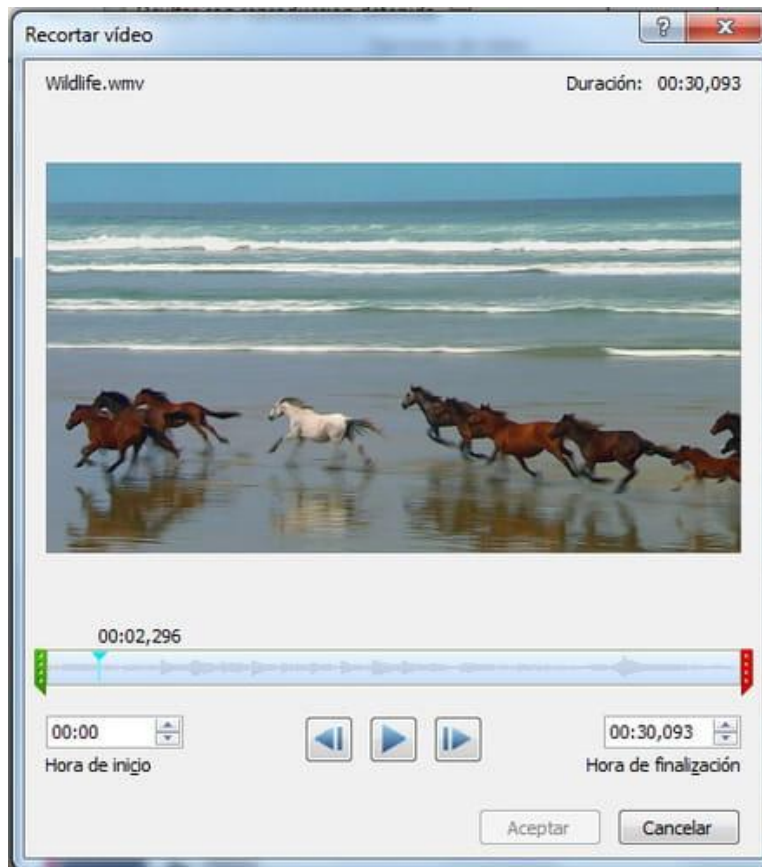 Recortar vídeo
Wildlife.wmv
Duración: 00:30,093
00:02,296
00:00
00:30,093
Hora de inicio
Hora de finalización
Aceptar
Cancelar